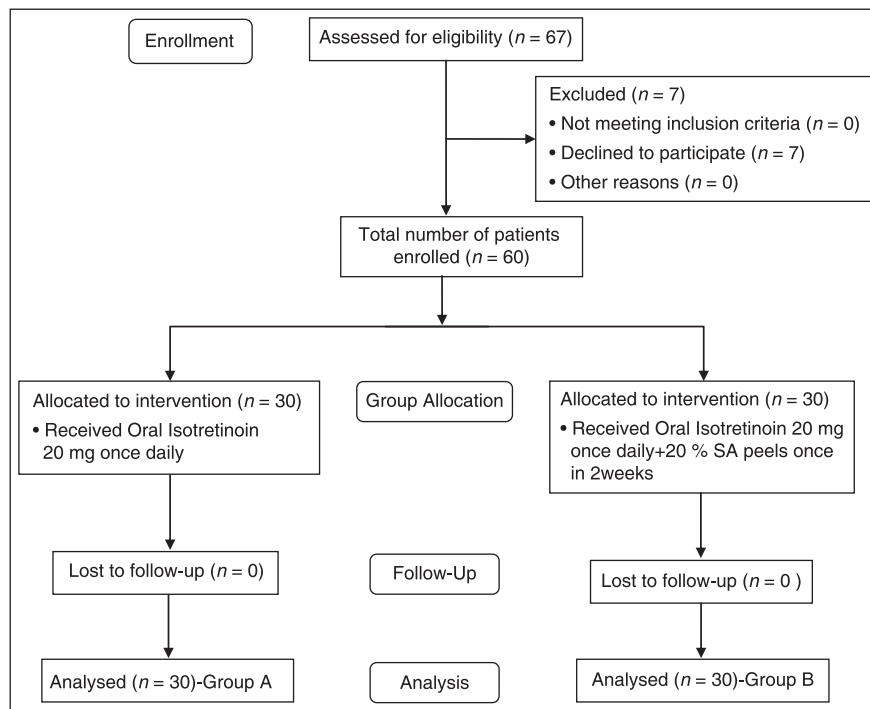 Enrollment
Assessed for eligibility (n = 67)
Excluded (n = 7)
• Not meeting inclusion criteria (n = 0)
• Declined to participate (n = 7)
• Other reasons (n = 0)
Total number of patients
enrolled (n = 60)
Allocated to intervention (n = 30)
• Received Oral Isotretinoin
20 mg once daily
Group Allocation
Allocated to intervention (n = 30)
• Received Oral Isotretinoin 20 mg
once daily+20 % SA peels once
in 2weeks
Lost to follow-up (n = 0)
Follow-Up
Lost to follow-up (n = 0 )
Analysed (n = 30)-Group A
Analysis
Analysed (n = 30)-Group B